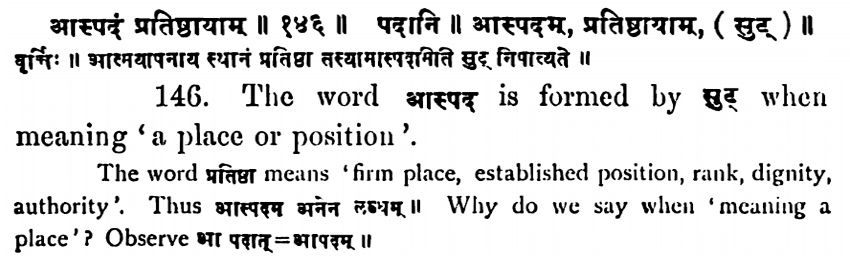 आस्पदं प्रतिष्ठायाम् ॥ १४६ ॥ पदानि ॥ आस्पदम्, प्रतिष्ठायाम्, ( सुट् ) ॥
वृत्तिः ॥ आत्मयापनाय स्थानं प्रतिष्ठा तस्यामास्पदमिति सुट् निपात्यते ॥
146. The word आस्पद is formed by सुट् when
meaning ‘a place or position’.
The word प्रतिष्ठा means ‘firm place, established position, rank, dignity,
authority’. Thus आस्पदम अनेन लब्धम् ॥ Why do we say when ‘meaning a
place’? Observe आ पदात् = आपदम् ॥